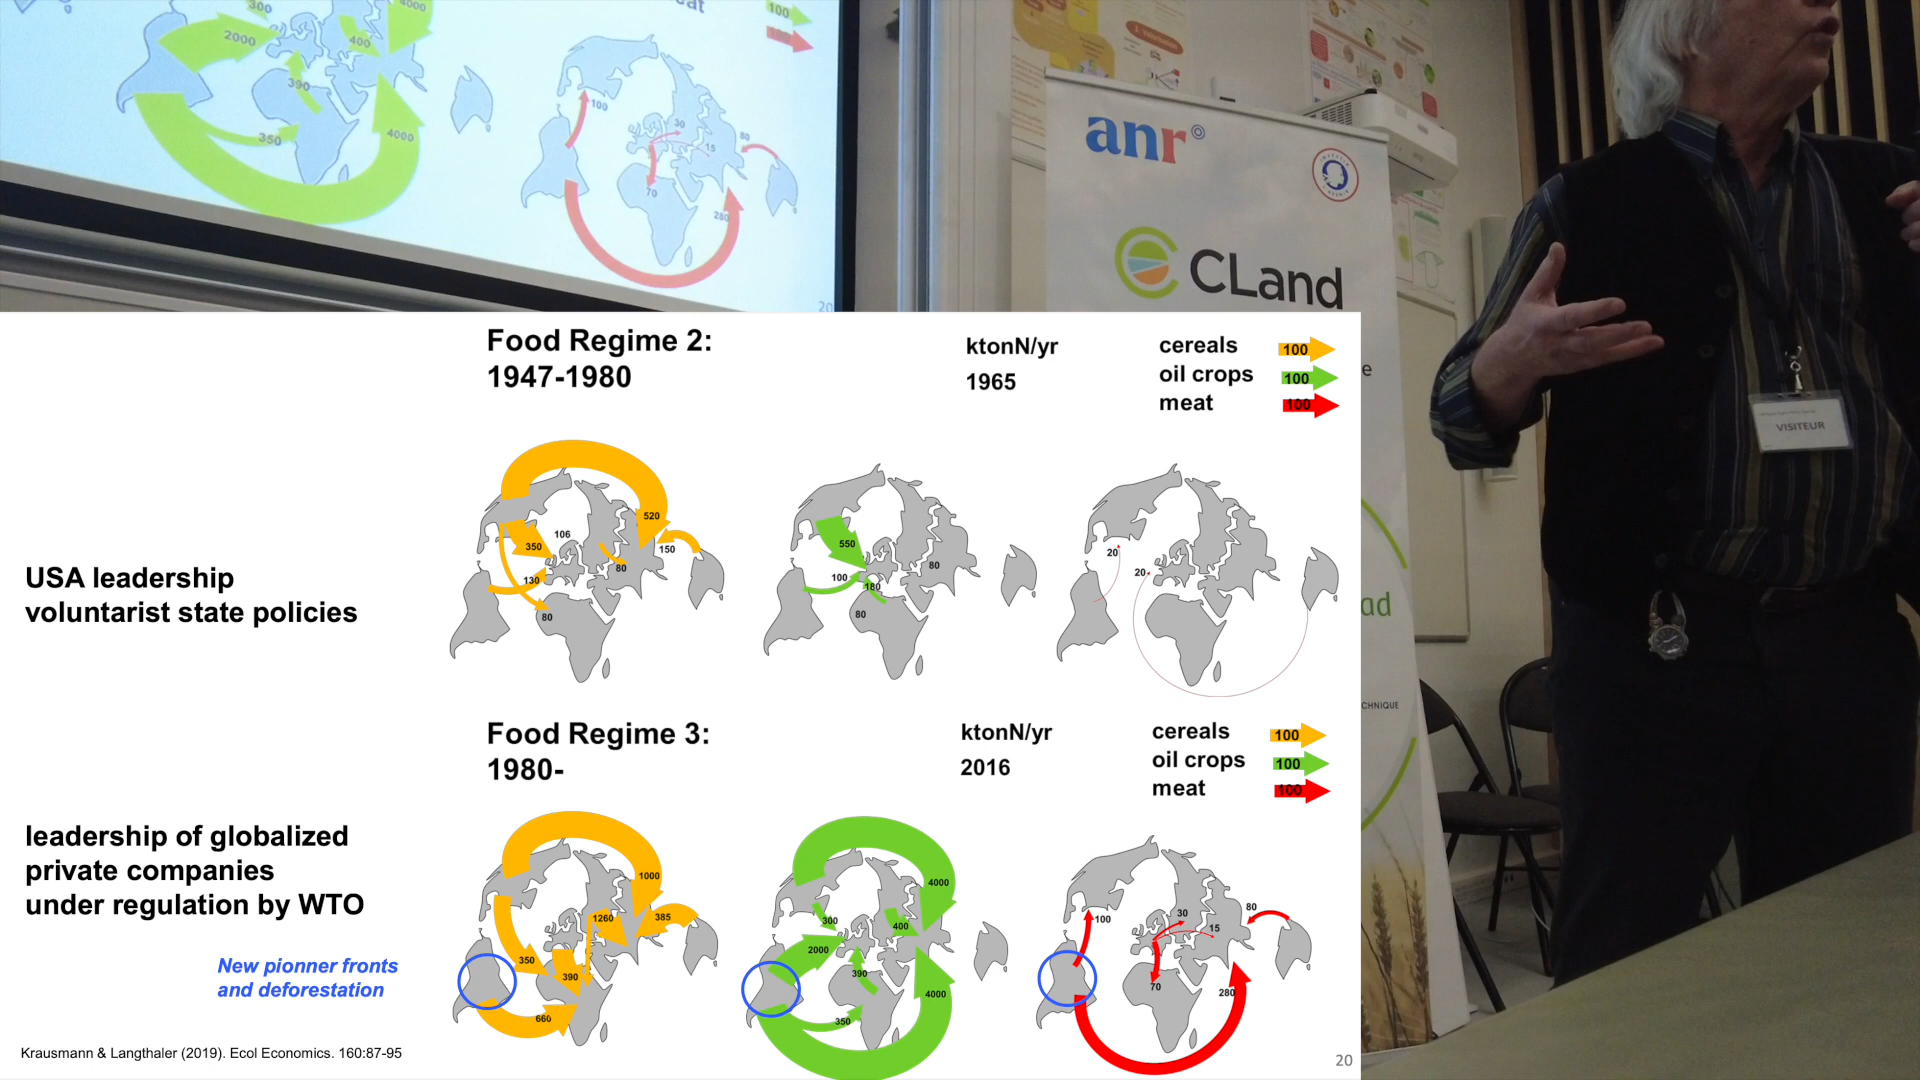 300
2000
390
350
400
4000
4000
100
100
100
30
15
80
70
280
20
anr
CLand
VISITEUR
Food Regime 2:
1947-1980
ktonN/yr
1965
cereals 100
oil crops 100
meat 100
USA leadership
voluntarist state policies
520
106
350
150
80
130
80
550
100
180
80
80
20
20
Food Regime 3:
1980-
ktonN/yr
2016
cereals 100
oil crops 100
meat 100
leadership of globalized
private companies
under regulation by WTO
New pionner fronts
and deforestation
1000
1260
385
350
390
660
4000
300
400
2000
390
4000
350
100
30
15
80
70
280
Krausmann & Langthaler (2019). Ecol Economics. 160:87-95
20
e
ad
CHNIQUE